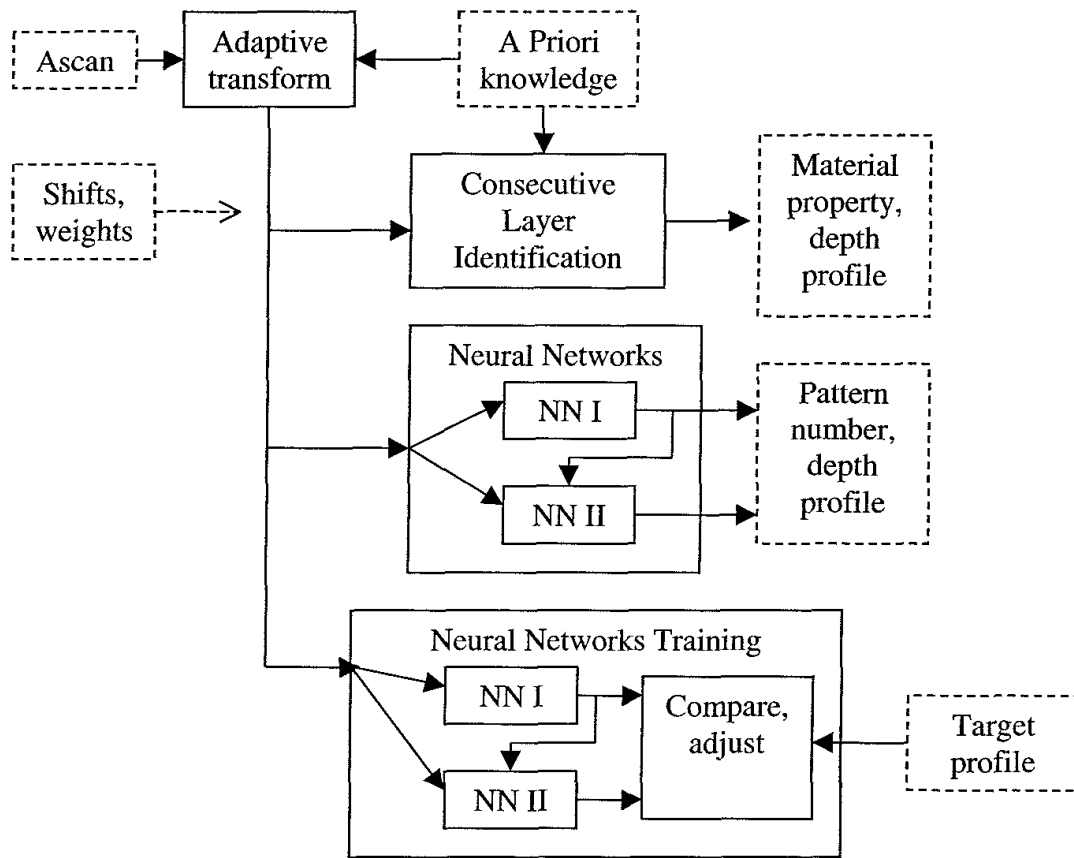 Ascan
Adaptive
transform
A Priori
knowledge
Shifts,
weights
Consecutive
Layer
Identification
Material
property,
depth
profile
Neural Networks
NN I
NN II
Pattern
number,
depth
profile
Neural Networks Training
NN I
NN II
Compare,
adjust
Target
profile